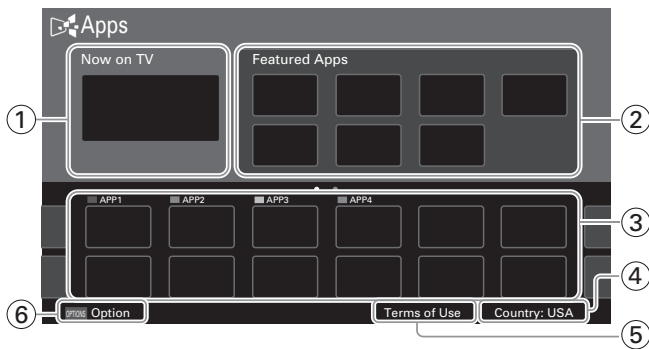 Apps
Now on TV
Featured Apps
1
2
APP1 APP2 APP3 APP4
3
4
6
OPTIONS Option
Terms of Use
Country: USA
5